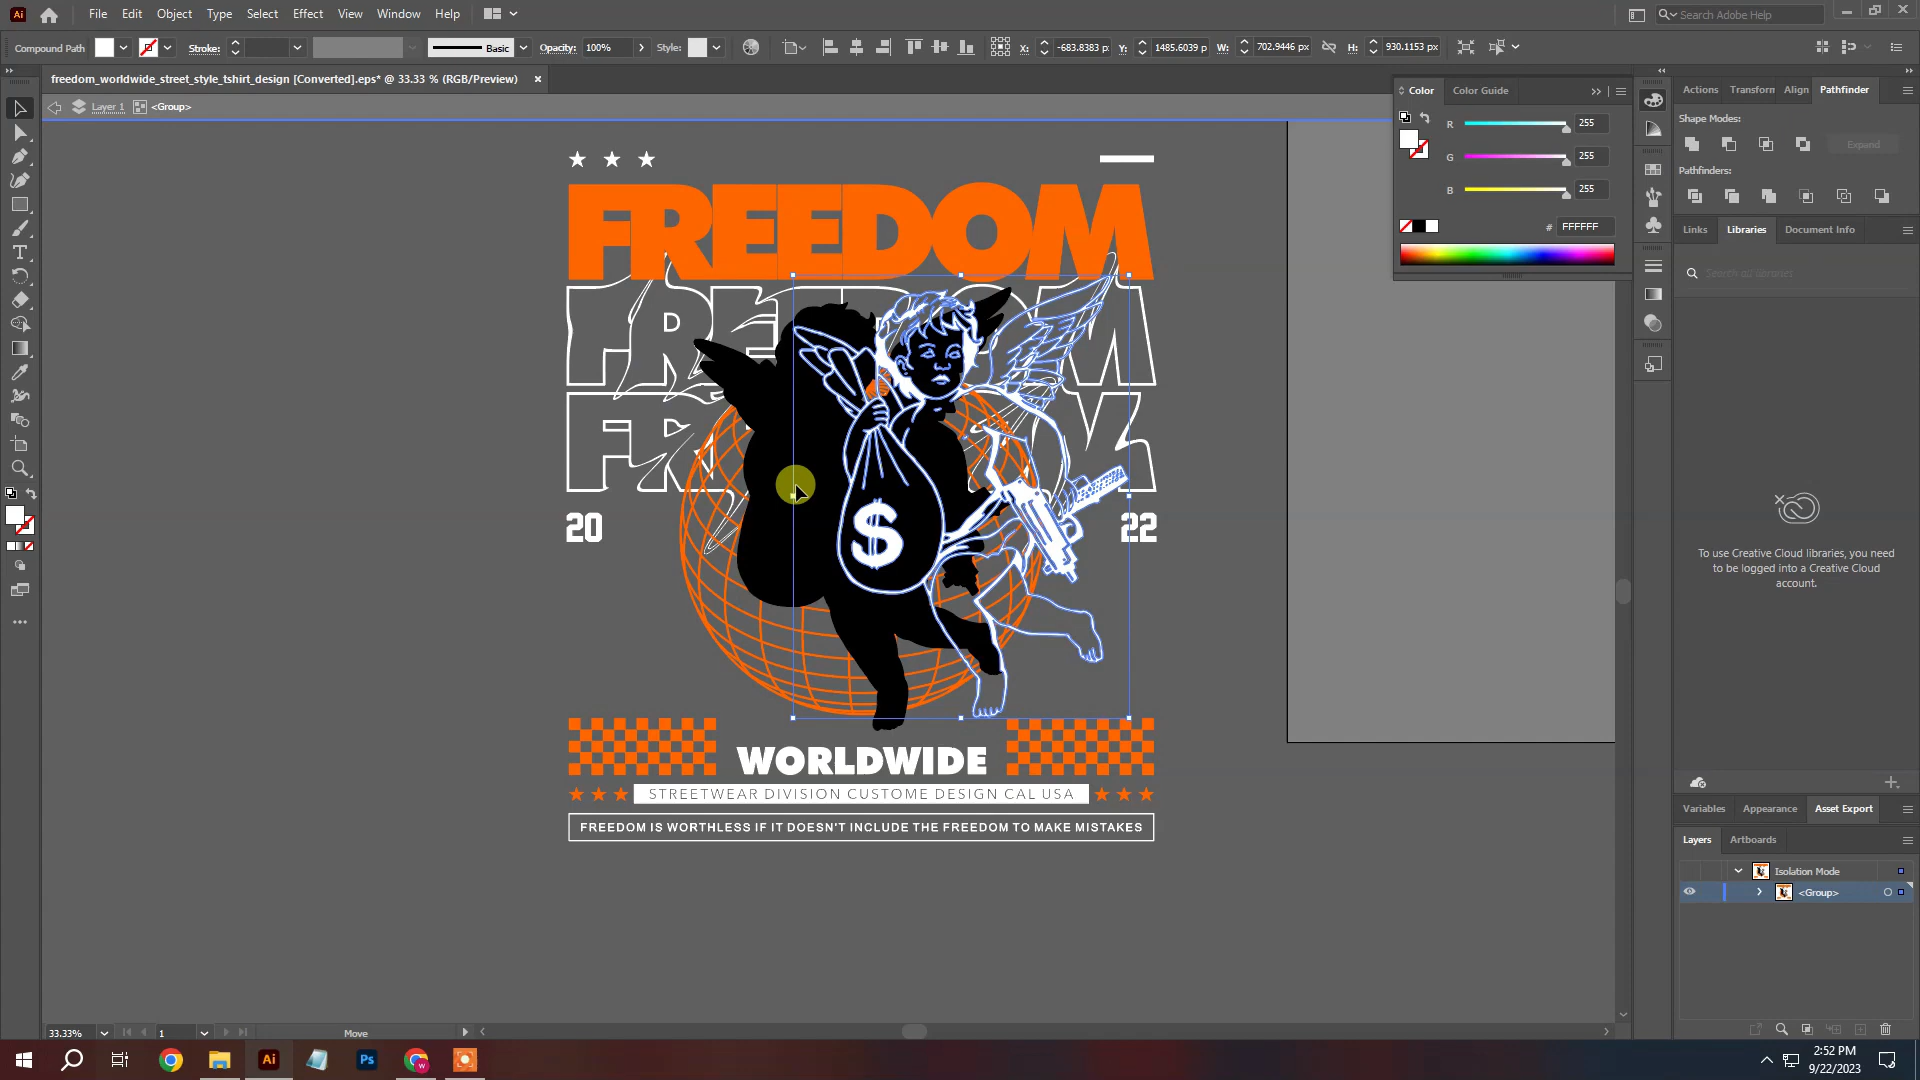 Ai File Edit Object Type Select Effect View Window Help Search Adobe Help
Compound Path Stroke: Basic Opacity: 100% Style: X: -683.8383 p Y: 1485.6039 p W: 702.9446 px H: 930.1153 px
freedom_worldwide_street_style_tshirt_design [Converted].eps* @ 33.33 % (RGB/Preview)
Layer 1 <Group>
Color Color Guide
R 255
G 255
B 255
# FFFFFF
Actions Transform Align Pathfinder
Shape Modes:
Expand
Pathfinders:
Links Libraries Document Info
Search all libraries
To use Creative Cloud libraries, you need
to be logged into a Creative Cloud
account.
Variables Appearance Asset Export
Layers Artboards
Isolation Mode
<Group>
FREEDOM
20 22
$
WORLDWIDE
STREETWEAR DIVISION CUSTOME DESIGN CAL USA
FREEDOM IS WORTHLESS IF IT DOESN'T INCLUDE THE FREEDOM TO MAKE MISTAKES
33.33% 1 Move
Ai Ps
2:52 PM
9/22/2023